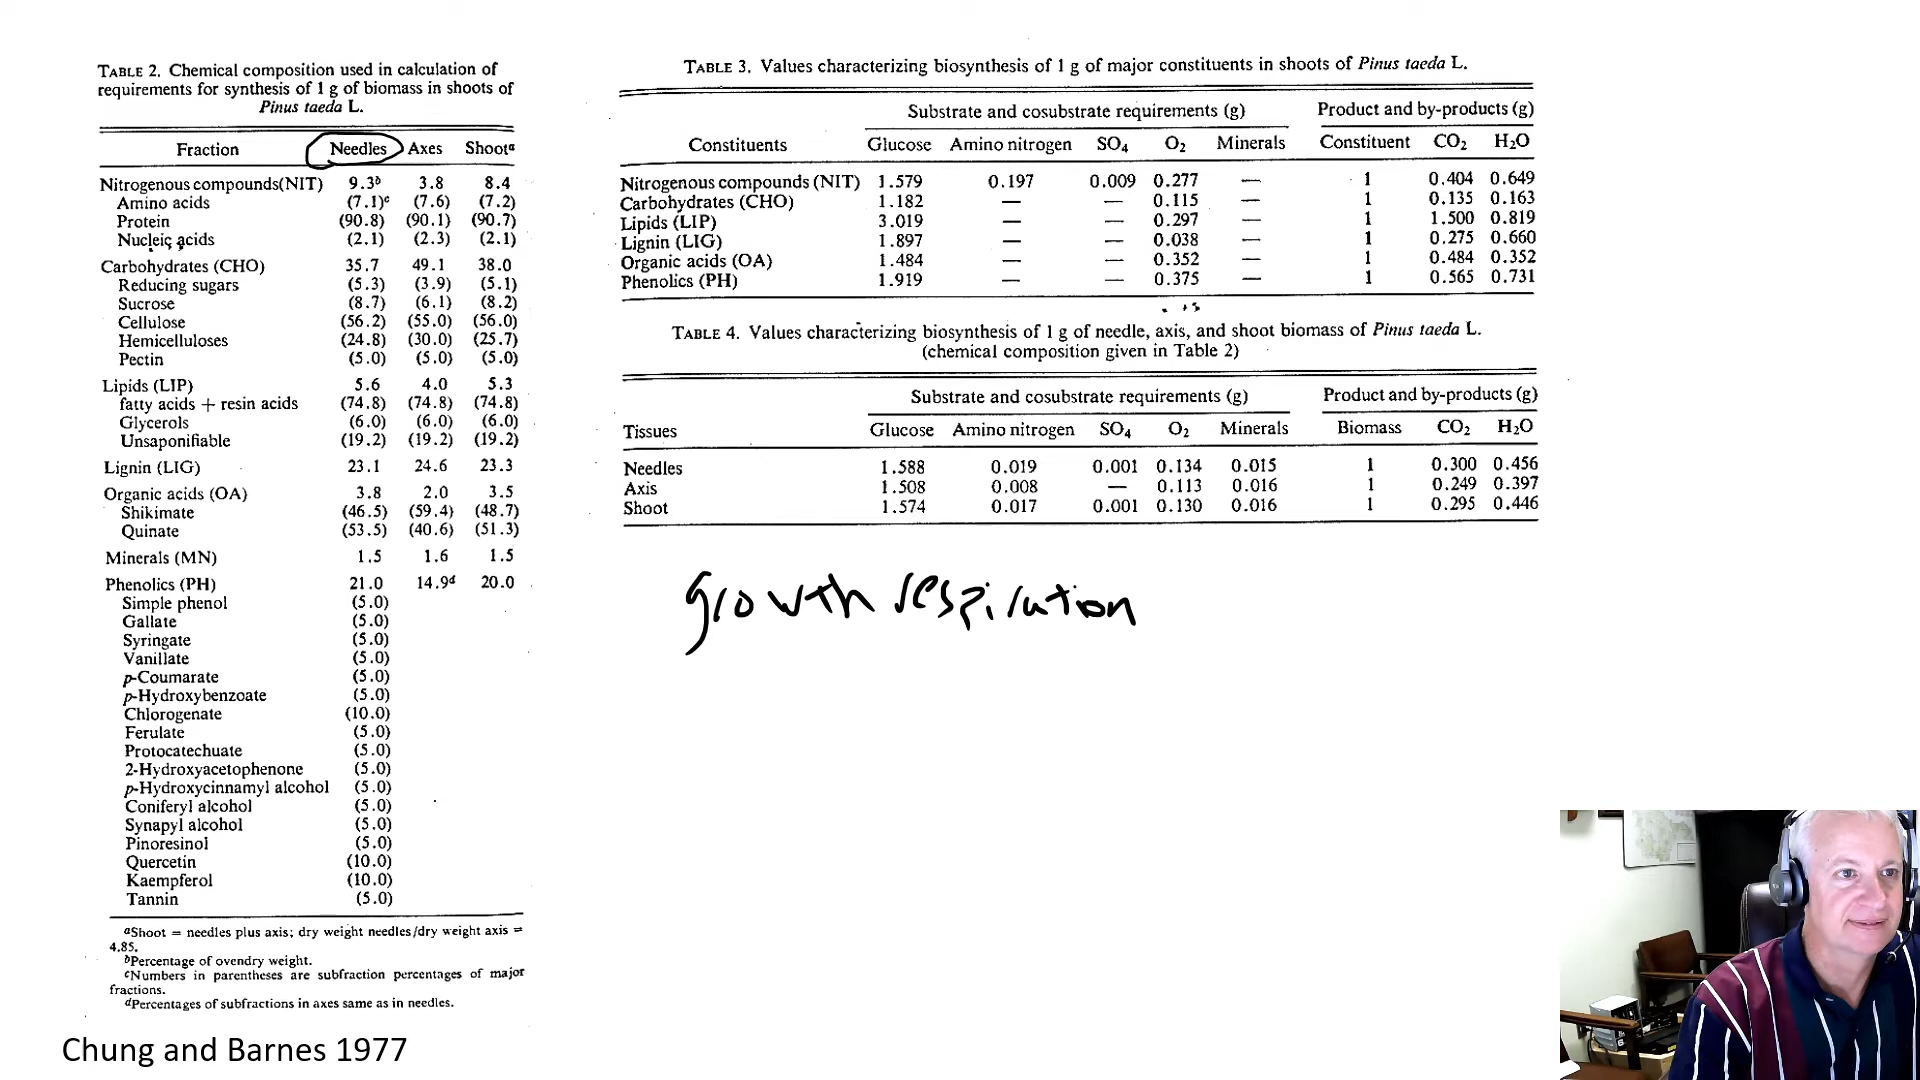 TABLE 2. Chemical composition used in calculation of
requirements for synthesis of 1 g of biomass in shoots of
Pinus taeda L.
Fraction Needles Axes Shootᵃ
Nitrogenous compounds(NIT) 9.3ᵇ 3.8 8.4
Amino acids (7.1)ᶜ (7.6) (7.2)
Protein (90.8) (90.1) (90.7)
Nucleic acids (2.1) (2.3) (2.1)
Carbohydrates (CHO) 35.7 49.1 38.0
Reducing sugars (5.3) (3.9) (5.1)
Sucrose (8.7) (6.1) (8.2)
Cellulose (56.2) (55.0) (56.0)
Hemicelluloses (24.8) (30.0) (25.7)
Pectin (5.0) (5.0) (5.0)
Lipids (LIP) 5.6 4.0 5.3
fatty acids + resin acids (74.8) (74.8) (74.8)
Glycerols (6.0) (6.0) (6.0)
Unsaponifiable (19.2) (19.2) (19.2)
Lignin (LIG) 23.1 24.6 23.3
Organic acids (OA) 3.8 2.0 3.5
Shikimate (46.5) (59.4) (48.7)
Quinate (53.5) (40.6) (51.3)
Minerals (MN) 1.5 1.6 1.5
Phenolics (PH) 21.0 14.9ᵈ 20.0
Simple phenol (5.0)
Gallate (5.0)
Syringate (5.0)
Vanillate (5.0)
p-Coumarate (5.0)
p-Hydroxybenzoate (5.0)
Chlorogenate (10.0)
Ferulate (5.0)
Protocatechuate (5.0)
2-Hydroxyacetophenone (5.0)
p-Hydroxycinnamyl alcohol (5.0)
Coniferyl alcohol (5.0)
Synapyl alcohol (5.0)
Pinoresinol (5.0)
Quercetin (10.0)
Kaempferol (10.0)
Tannin (5.0)
ᵃShoot = needles plus axis; dry weight needles/dry weight axis =
4.85.
ᵇPercentage of ovendry weight.
ᶜNumbers in parentheses are subfraction percentages of major
fractions.
ᵈPercentages of subfractions in axes same as in needles.
Chung and Barnes 1977
TABLE 3. Values characterizing biosynthesis of 1 g of major constituents in shoots of Pinus taeda L.
Substrate and cosubstrate requirements (g) Product and by-products (g)
Constituents Glucose Amino nitrogen SO₄ O₂ Minerals Constituent CO₂ H₂O
Nitrogenous compounds (NIT) 1.579 0.197 0.009 0.277 — 1 0.404 0.649
Carbohydrates (CHO) 1.182 — — 0.115 — 1 0.135 0.163
Lipids (LIP) 3.019 — — 0.297 — 1 1.500 0.819
Lignin (LIG) 1.897 — — 0.038 — 1 0.275 0.660
Organic acids (OA) 1.484 — — 0.352 — 1 0.484 0.352
Phenolics (PH) 1.919 — — 0.375 — 1 0.565 0.731
TABLE 4. Values characterizing biosynthesis of 1 g of needle, axis, and shoot biomass of Pinus taeda L.
(chemical composition given in Table 2)
Substrate and cosubstrate requirements (g) Product and by-products (g)
Tissues Glucose Amino nitrogen SO₄ O₂ Minerals Biomass CO₂ H₂O
Needles 1.588 0.019 0.001 0.134 0.015 1 0.300 0.456
Axis 1.508 0.008 — 0.113 0.016 1 0.249 0.397
Shoot 1.574 0.017 0.001 0.130 0.016 1 0.295 0.446
growth respiration